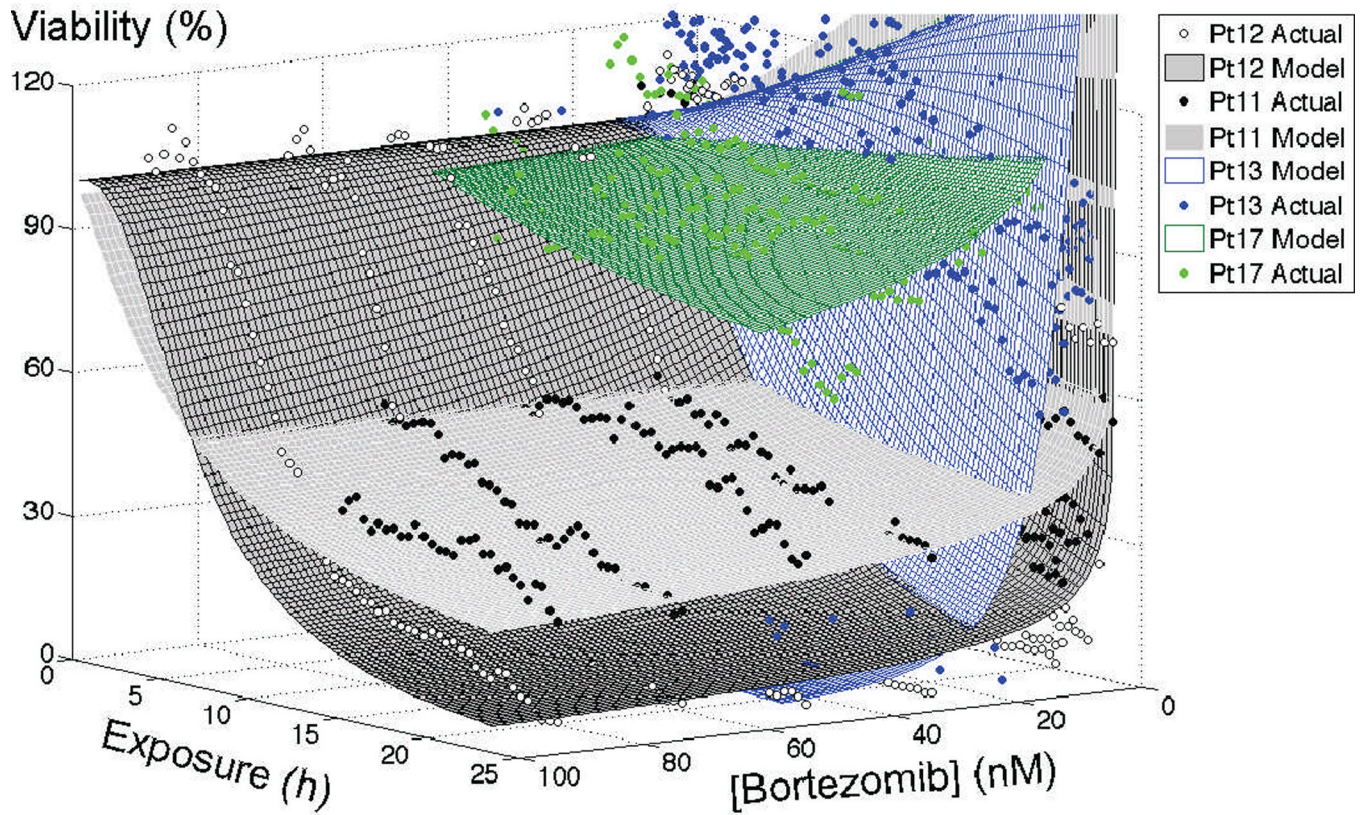 Viability (%)
120
90
60
30
0
0
5
10
15
20
25
Exposure (h)
100
80
60
40
20
0
[Bortezomib] (nM)
Pt12 Actual
Pt12 Model
Pt11 Actual
Pt11 Model
Pt13 Model
Pt13 Actual
Pt17 Model
Pt17 Actual